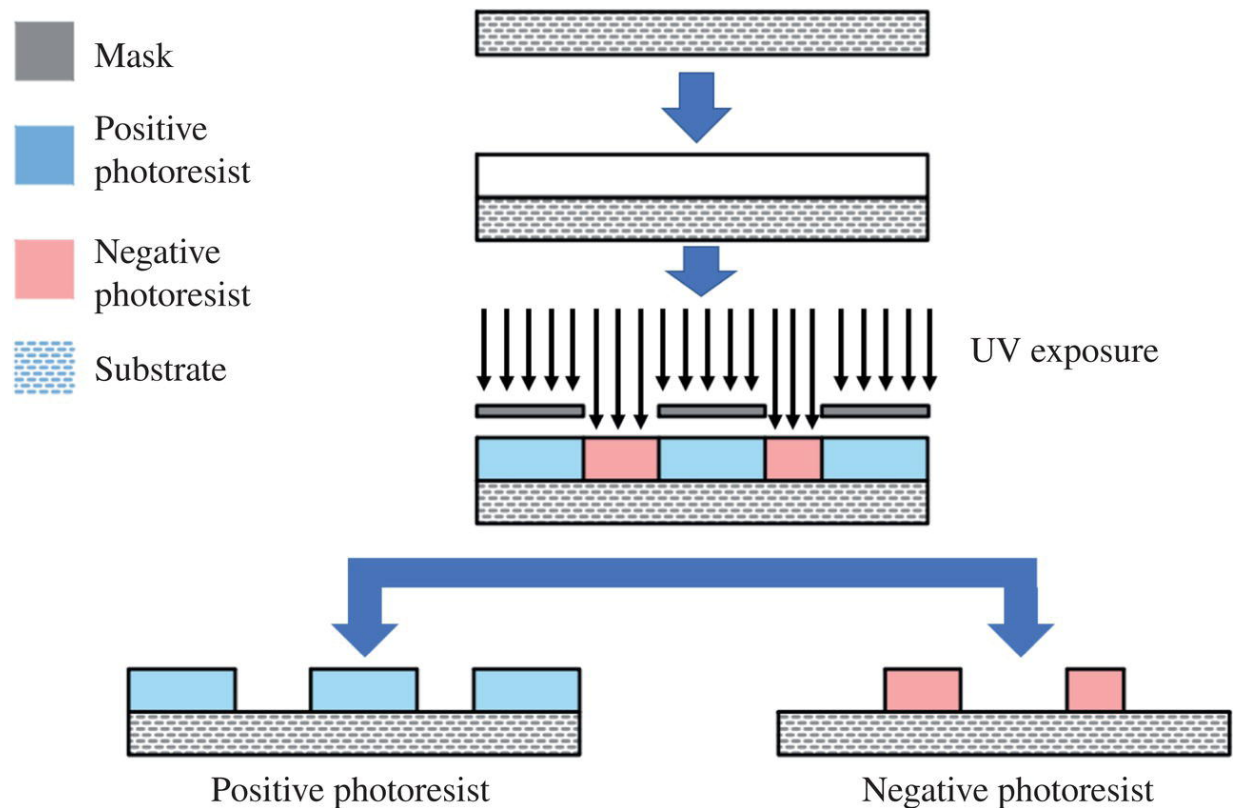 Mask
Positive
photoresist
Negative
photoresist
Substrate
UV exposure
Positive photoresist
Negative photoresist